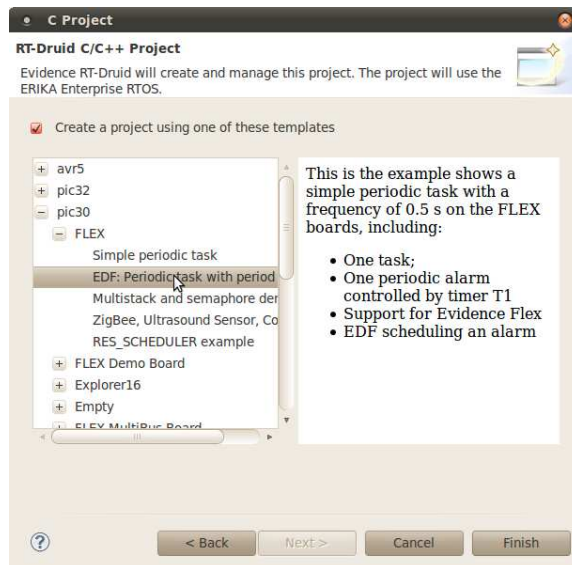 C Project
RT-Druid C/C++ Project
Evidence RT-Druid will create and manage this project. The project will use the
ERIKA Enterprise RTOS.
Create a project using one of these templates
avr5
pic32
pic30
FLEX
Simple periodic task
EDF: Periodic task with period
Multistack and semaphore der
ZigBee, Ultrasound Sensor, Co
RES_SCHEDULER example
FLEX Demo Board
Explorer16
Empty
FLEX MultiBus Board
This is the example shows a
simple periodic task with a
frequency of 0.5 s on the FLEX
boards, including:
• One task;
• One periodic alarm
controlled by timer T1
• Support for Evidence Flex
• EDF scheduling an alarm
< Back
Next >
Cancel
Finish